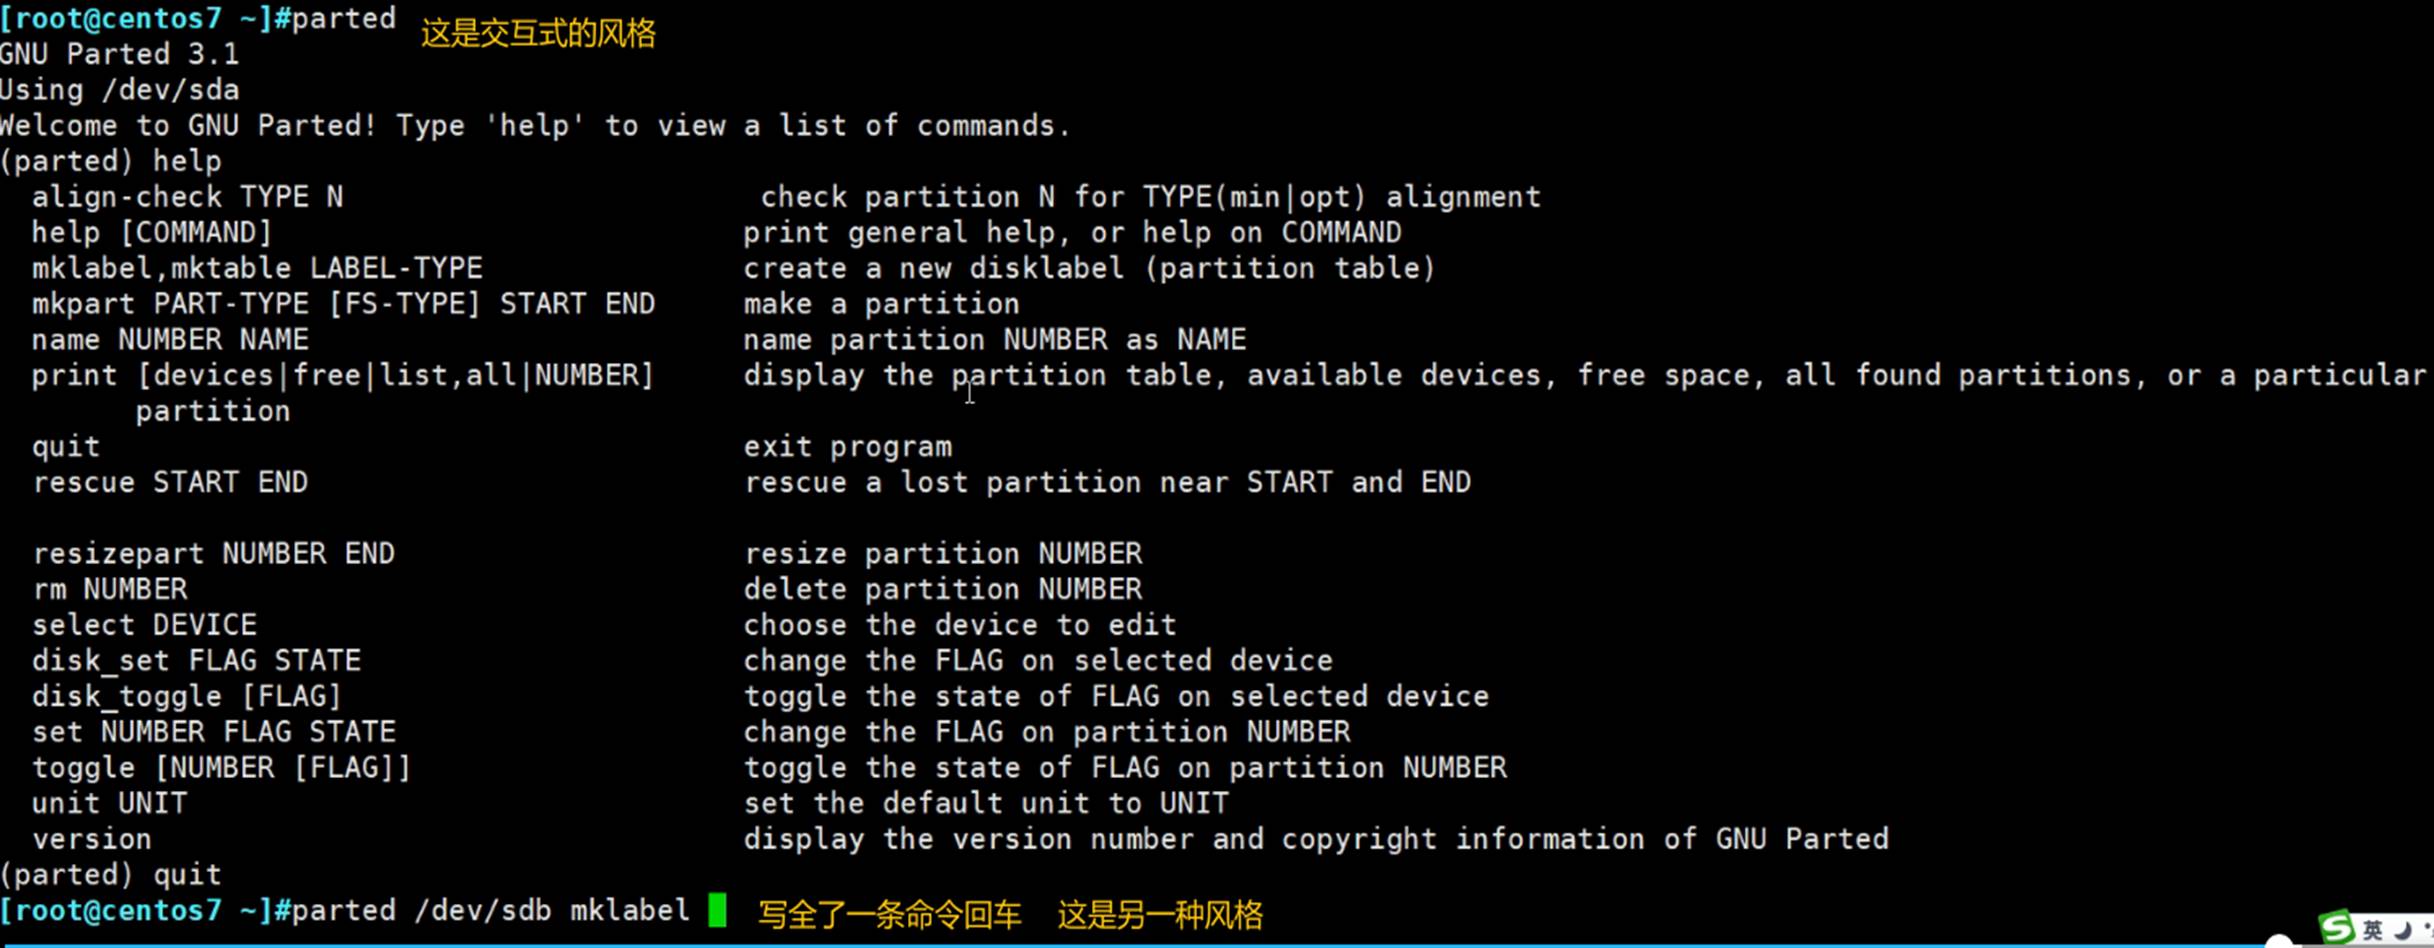 [root@centos7 ~]#parted 这是交互式的风格
GNU Parted 3.1
Using /dev/sda
Welcome to GNU Parted! Type 'help' to view a list of commands.
(parted) help
align-check TYPE N check partition N for TYPE(min|opt) alignment
help [COMMAND] print general help, or help on COMMAND
mklabel,mktable LABEL-TYPE create a new disklabel (partition table)
mkpart PART-TYPE [FS-TYPE] START END make a partition
name NUMBER NAME name partition NUMBER as NAME
print [devices|free|list,all|NUMBER] display the partition table, available devices, free space, all found partitions, or a particular
partition
quit exit program
rescue START END rescue a lost partition near START and END
resizepart NUMBER END resize partition NUMBER
rm NUMBER delete partition NUMBER
select DEVICE choose the device to edit
disk_set FLAG STATE change the FLAG on selected device
disk_toggle [FLAG] toggle the state of FLAG on selected device
set NUMBER FLAG STATE change the FLAG on partition NUMBER
toggle [NUMBER [FLAG]] toggle the state of FLAG on partition NUMBER
unit UNIT set the default unit to UNIT
version display the version number and copyright information of GNU Parted
(parted) quit
[root@centos7 ~]#parted /dev/sdb mklabel 写全了一条命令回车 这是另一种风格
S 英